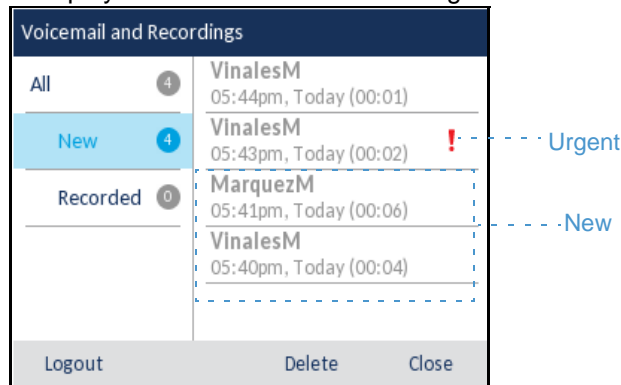 Voicemail and Recordings
All 4
New 4
Recorded 0
VinalesM
05:44pm, Today (00:01)
VinalesM
05:43pm, Today (00:02) !
MarquezM
05:41pm, Today (00:06)
VinalesM
05:40pm, Today (00:04)
Urgent
New
Logout Delete Close